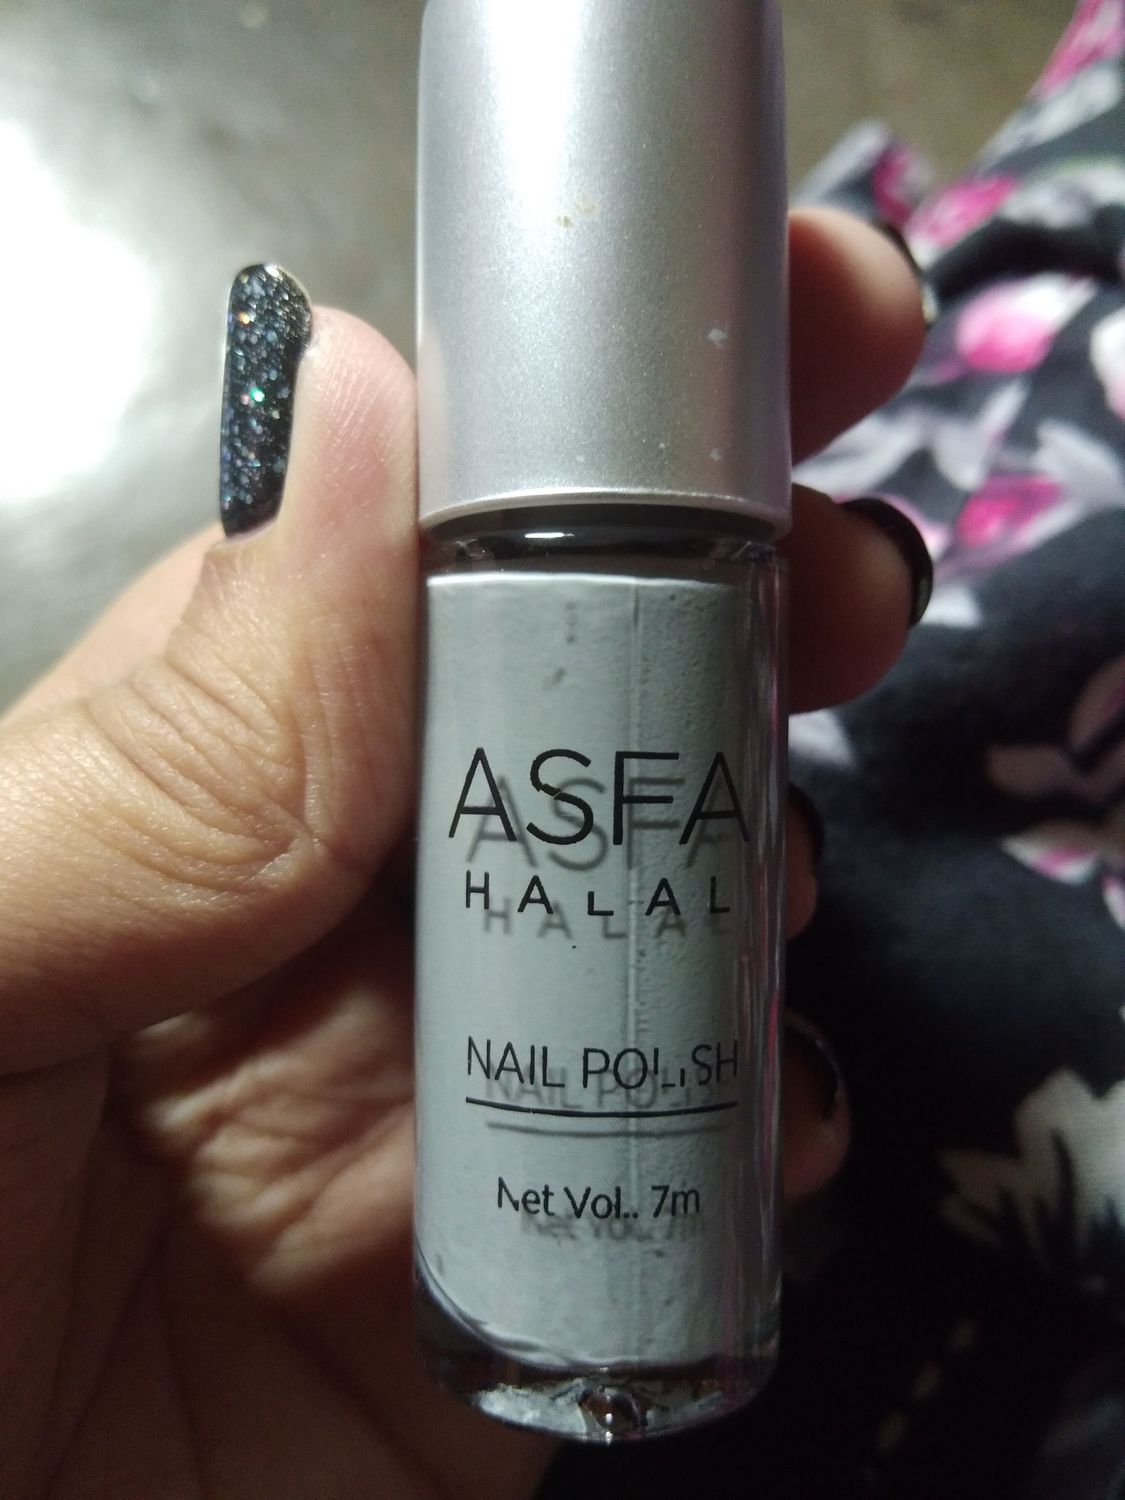 ASFA
HALAL
NAIL POLISH
Net Vol.. 7m